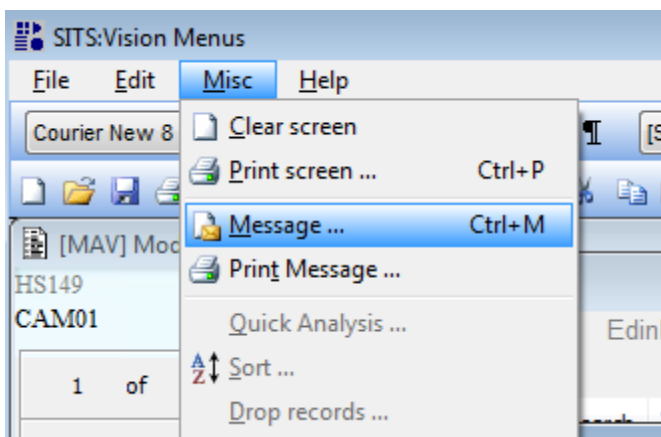 SITS:Vision Menus
File Edit Misc Help
Courier New 8 ¶ [S
Clear screen
Print screen ... Ctrl+P
Message ... Ctrl+M
Print Message ...
Quick Analysis ...
Sort ...
Drop records ...
[MAV] Mod
HS149
CAM01
Edin
1 of